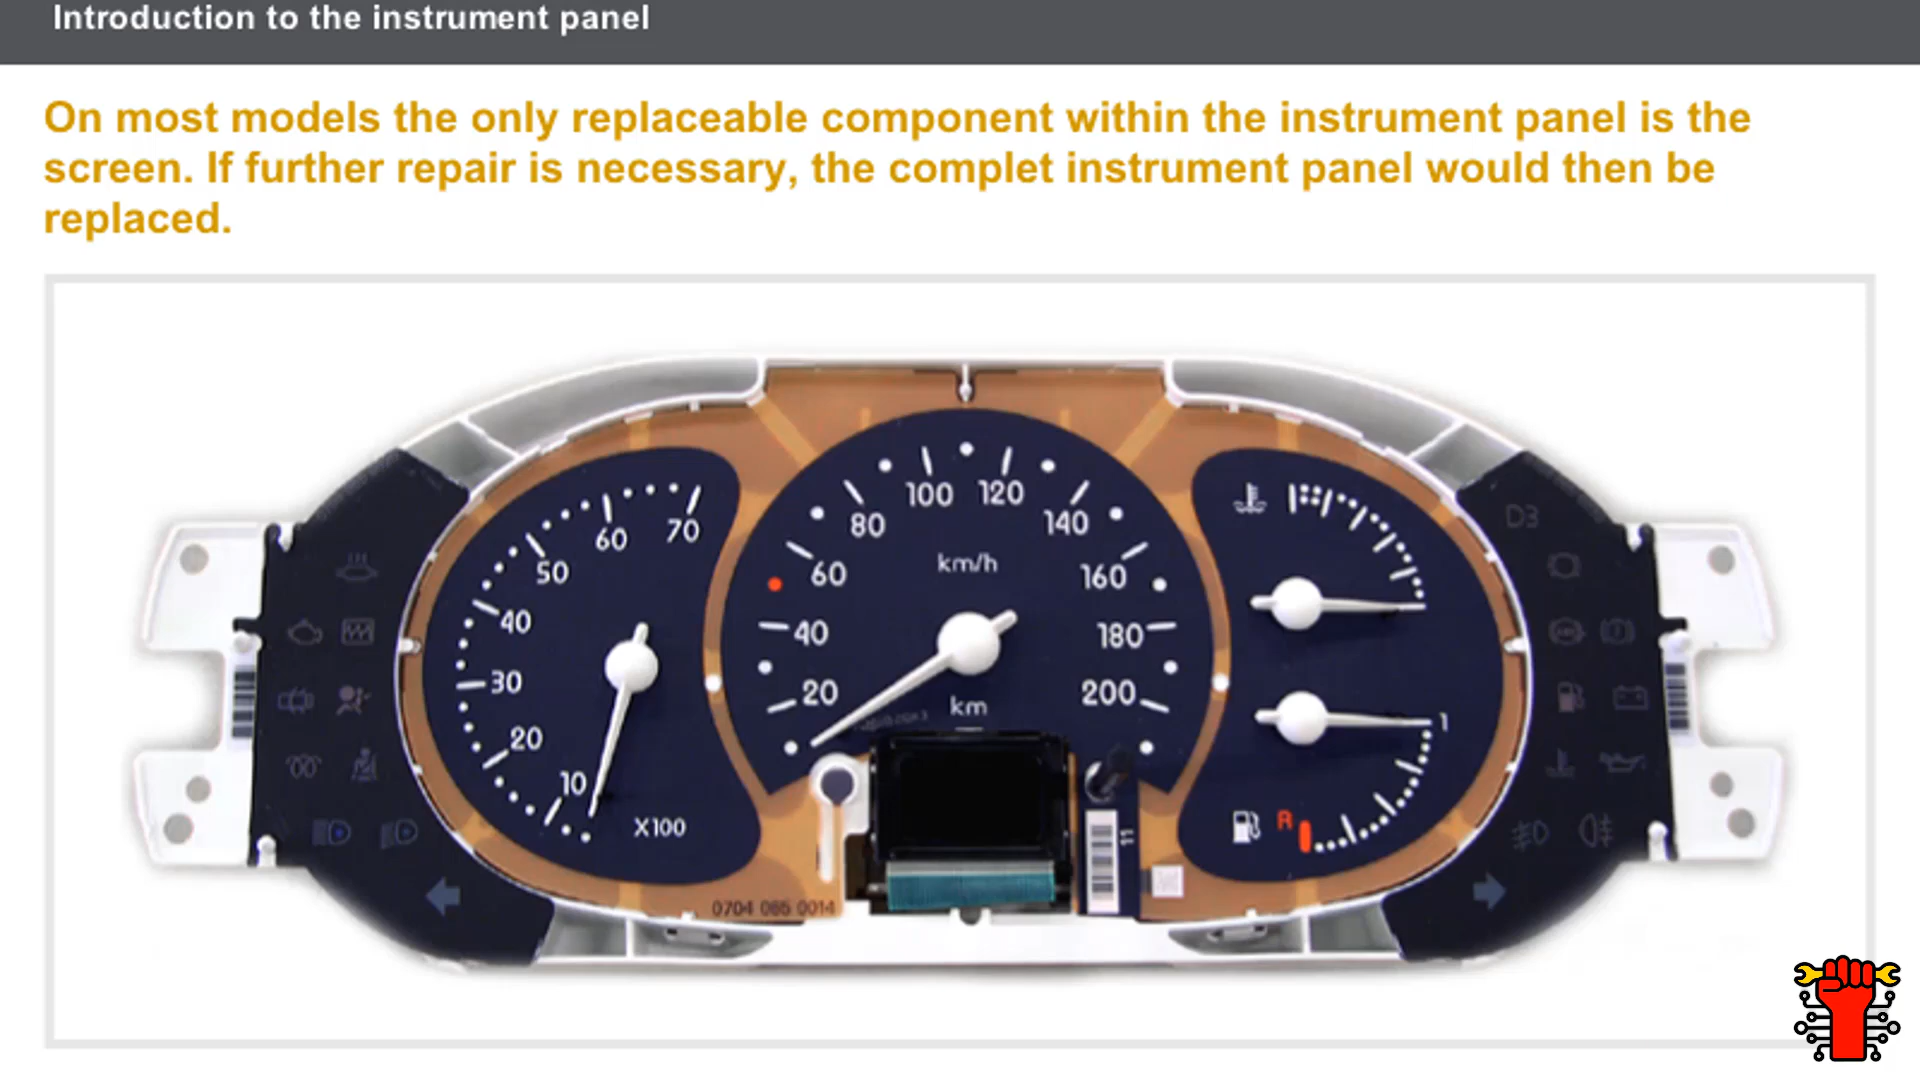 Introduction to the instrument panel
On most models the only replaceable component within the instrument panel is the
screen. If further repair is necessary, the complet instrument panel would then be
replaced.
70
60
50
40
30
20
10
X100
100 120
80 140
60 km/h 160
40 180
20 km 200
11
0704 065 0014
D3
1
R